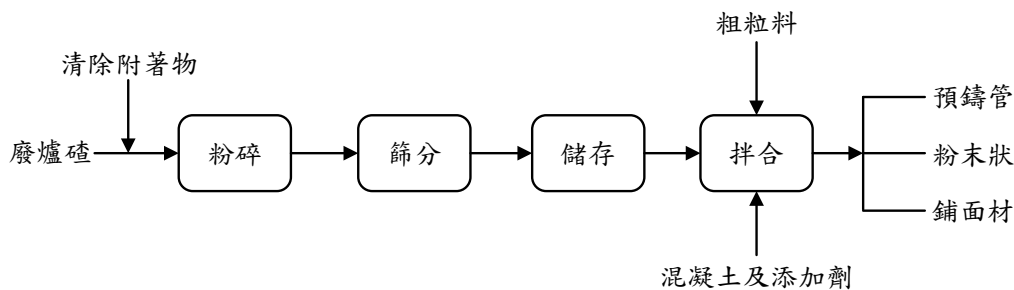 粗粒料
清除附著物
預鑄管
廢爐碴
粉碎
篩分
儲存
拌合
粉末狀
鋪面材
混凝土及添加劑